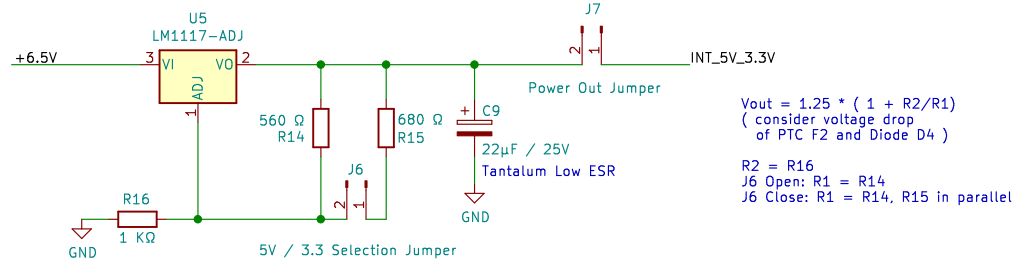 J7
U5
LM1117-ADJ
+6.5V
3
VI
VO
2
2
1
INT_5V_3.3V
ADJ
1
Power Out Jumper
Vout = 1.25 * ( 1 + R2/R1)
( consider voltage drop
of PTC F2 and Diode D4 )
+
C9
560 Ω
R14
680 Ω
R15
22µF / 25V
Tantalum Low ESR
R2 = R16
J6 Open: R1 = R14
J6 Close: R1 = R14, R15 in parallel
J6
2
1
R16
1 KΩ
GND
GND
5V / 3.3 Selection Jumper